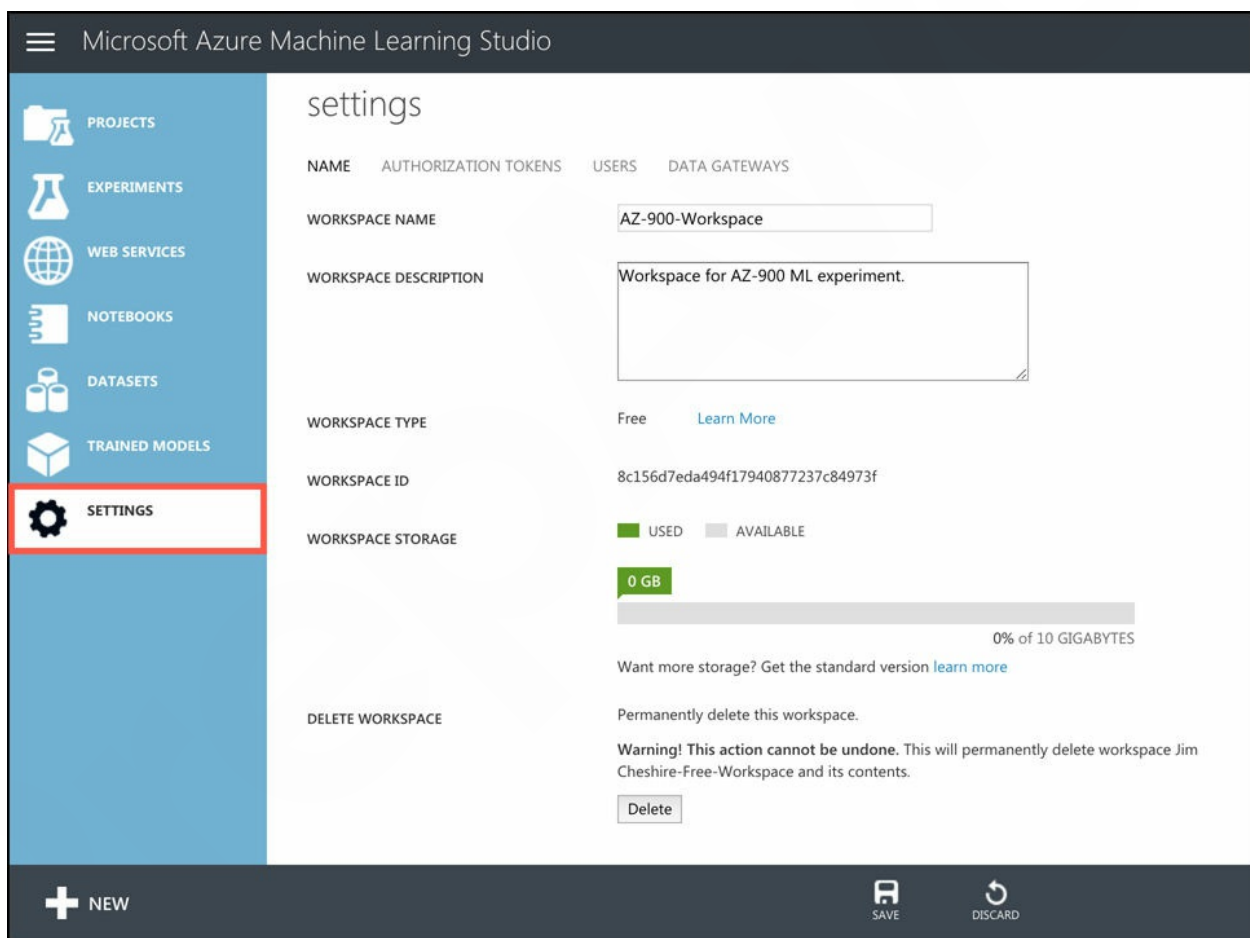 Microsoft Azure Machine Learning Studio
PROJECTS
EXPERIMENTS
WEB SERVICES
NOTEBOOKS
DATASETS
TRAINED MODELS
SETTINGS
settings
NAME AUTHORIZATION TOKENS USERS DATA GATEWAYS
WORKSPACE NAME AZ-900-Workspace
WORKSPACE DESCRIPTION Workspace for AZ-900 ML experiment.
WORKSPACE TYPE Free Learn More
WORKSPACE ID 8c156d7eda494f17940877237c84973f
WORKSPACE STORAGE USED AVAILABLE
0 GB
0% of 10 GIGABYTES
Want more storage? Get the standard version learn more
DELETE WORKSPACE Permanently delete this workspace.
Warning! This action cannot be undone. This will permanently delete workspace Jim
Cheshire-Free-Workspace and its contents.
Delete
NEW SAVE DISCARD